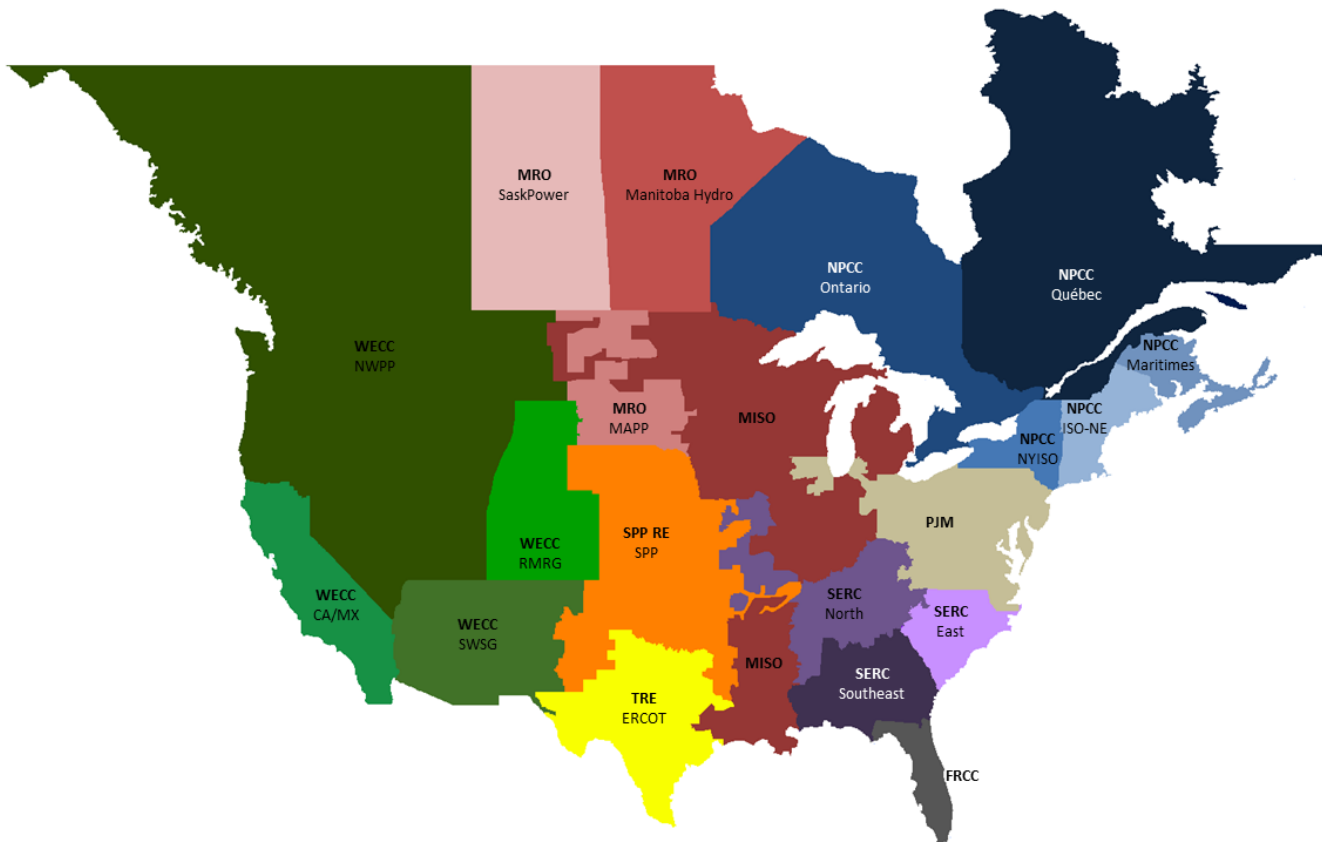 MRO
SaskPower
MRO
Manitoba Hydro
NPCC
Ontario
NPCC
Québec
WECC
NWPP
NPCC
Maritimes
MRO
MAPP
MISO
NPCC
ISO-NE
NPCC
NYISO
WECC
RMRG
SPP RE
SPP
PJM
WECC
CA/MX
WECC
SWSG
SERC
North
SERC
East
MISO
SERC
Southeast
TRE
ERCOT
FRCC